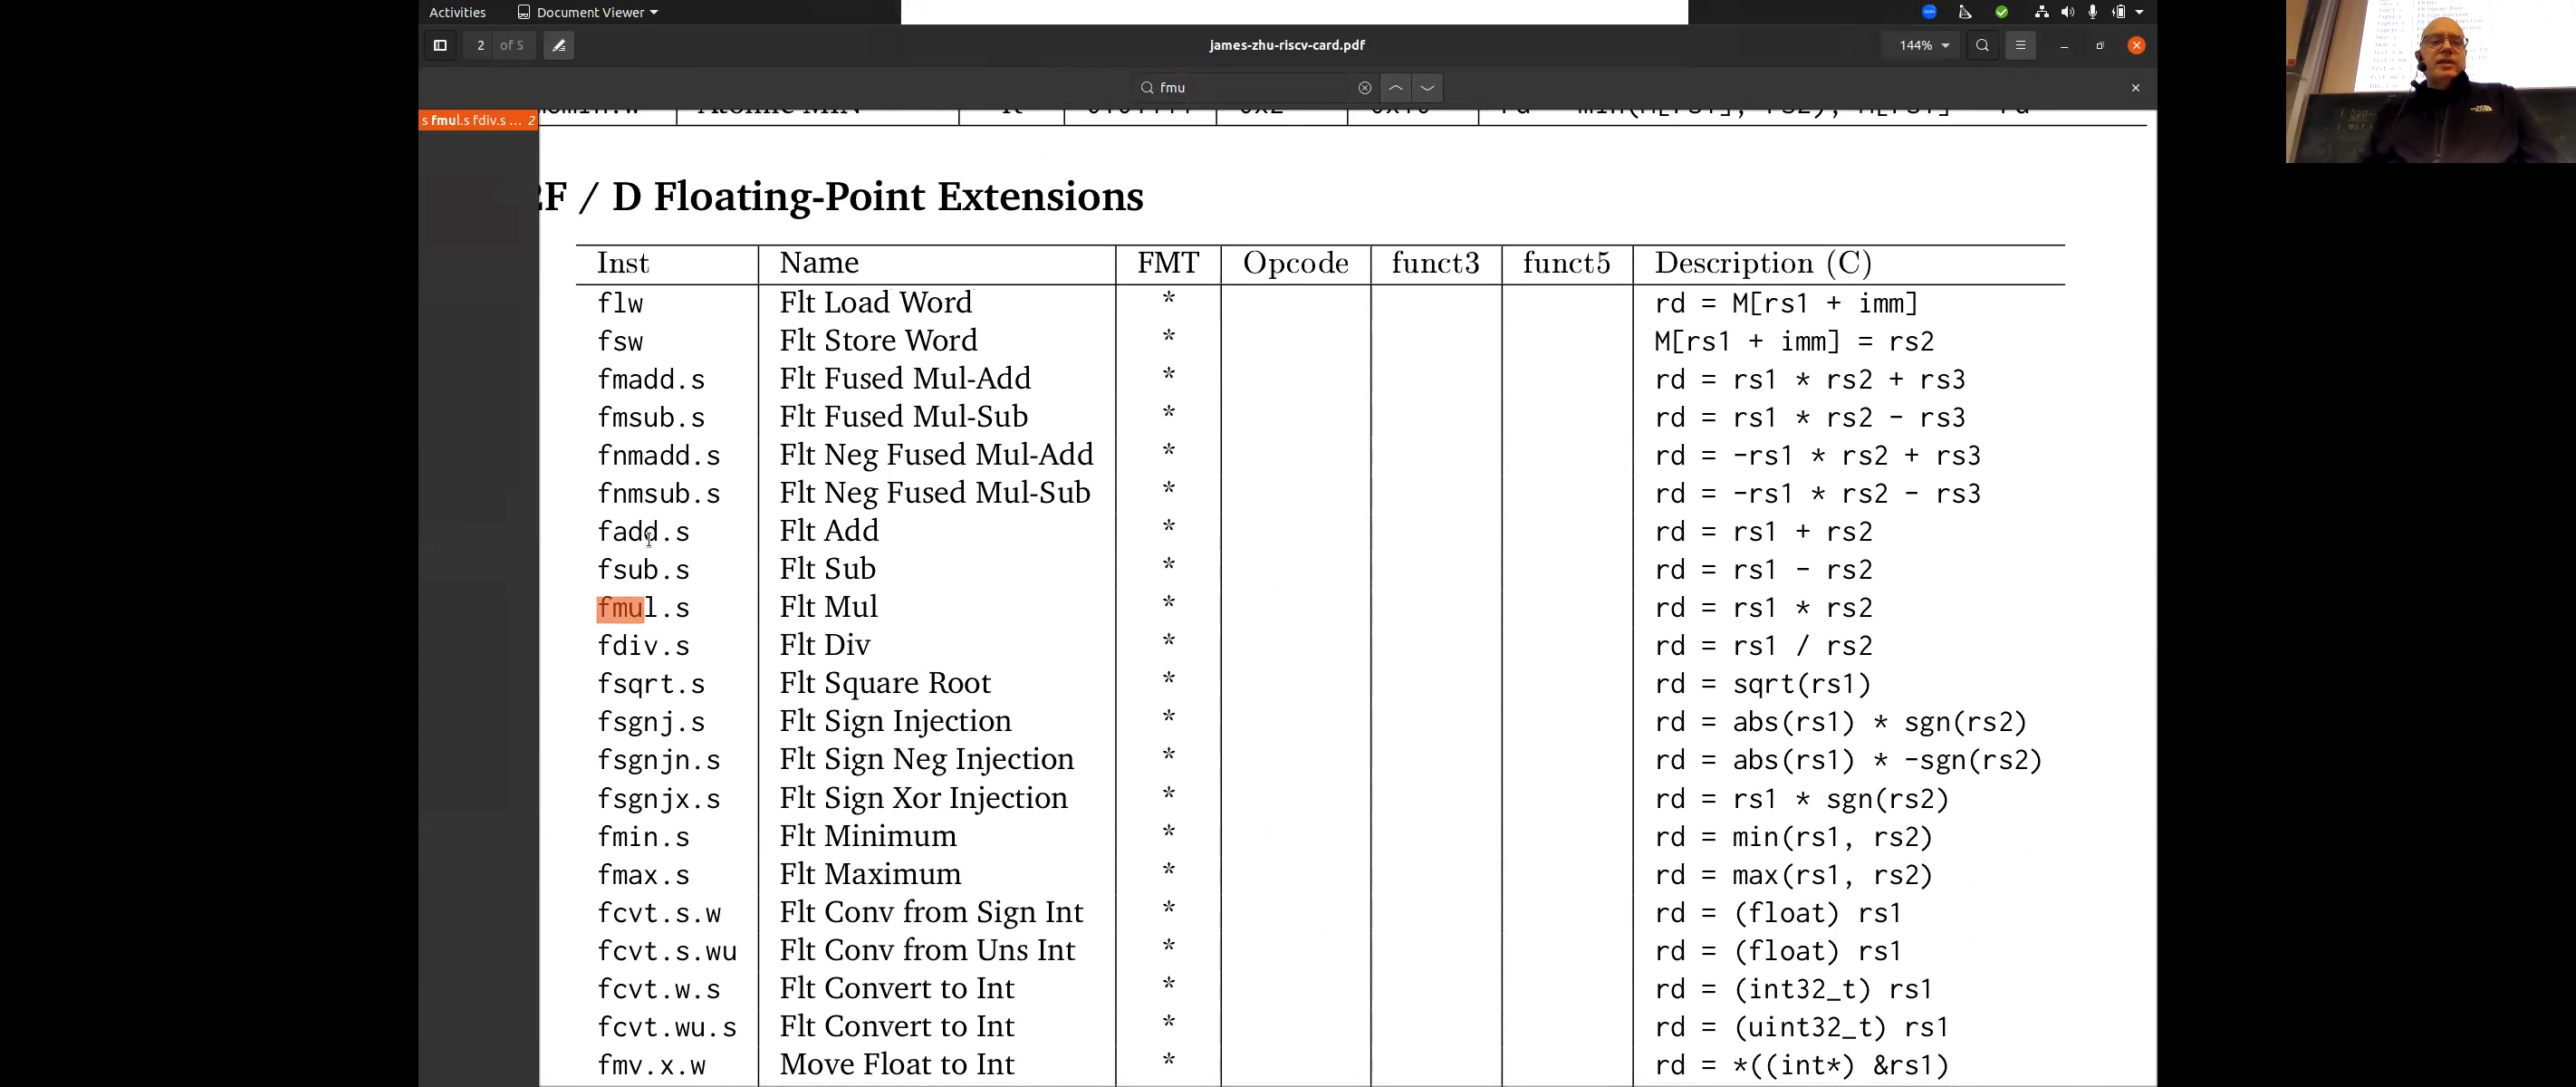 Activities Document Viewer
2 of 5 james-zhu-riscv-card.pdf 144%
fmu
s fmul.s fdiv.s ... 2
F / D Floating-Point Extensions
Inst Name FMT Opcode funct3 funct5 Description (C)
flw Flt Load Word * rd = M[rs1 + imm]
fsw Flt Store Word * M[rs1 + imm] = rs2
fmadd.s Flt Fused Mul-Add * rd = rs1 * rs2 + rs3
fmsub.s Flt Fused Mul-Sub * rd = rs1 * rs2 - rs3
fnmadd.s Flt Neg Fused Mul-Add * rd = -rs1 * rs2 + rs3
fnmsub.s Flt Neg Fused Mul-Sub * rd = -rs1 * rs2 - rs3
fadd.s Flt Add * rd = rs1 + rs2
fsub.s Flt Sub * rd = rs1 - rs2
fmul.s Flt Mul * rd = rs1 * rs2
fdiv.s Flt Div * rd = rs1 / rs2
fsqrt.s Flt Square Root * rd = sqrt(rs1)
fsgnj.s Flt Sign Injection * rd = abs(rs1) * sgn(rs2)
fsgnjn.s Flt Sign Neg Injection * rd = abs(rs1) * -sgn(rs2)
fsgnjx.s Flt Sign Xor Injection * rd = rs1 * sgn(rs2)
fmin.s Flt Minimum * rd = min(rs1, rs2)
fmax.s Flt Maximum * rd = max(rs1, rs2)
fcvt.s.w Flt Conv from Sign Int * rd = (float) rs1
fcvt.s.wu Flt Conv from Uns Int * rd = (float) rs1
fcvt.w.s Flt Convert to Int * rd = (int32_t) rs1
fcvt.wu.s Flt Convert to Int * rd = (uint32_t) rs1
fmv.x.w Move Float to Int * rd = *((int*) &rs1)